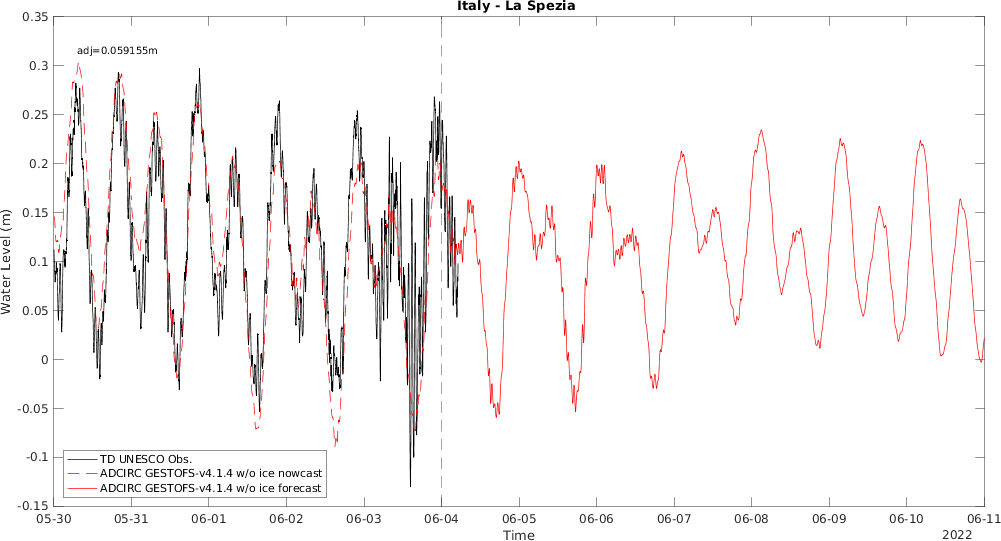 Italy - La Spezia
adj=0.059155m
0.35
0.3
0.25
0.2
0.15
0.1
0.05
0
-0.05
-0.1
-0.15
Water Level (m)
TD UNESCO Obs.
ADCIRC GESTOFS-v4.1.4 w/o ice nowcast
ADCIRC GESTOFS-v4.1.4 w/o ice forecast
05-30 05-31 06-01 06-02 06-03 06-04 06-05 06-06 06-07 06-08 06-09 06-10 06-11
Time
2022